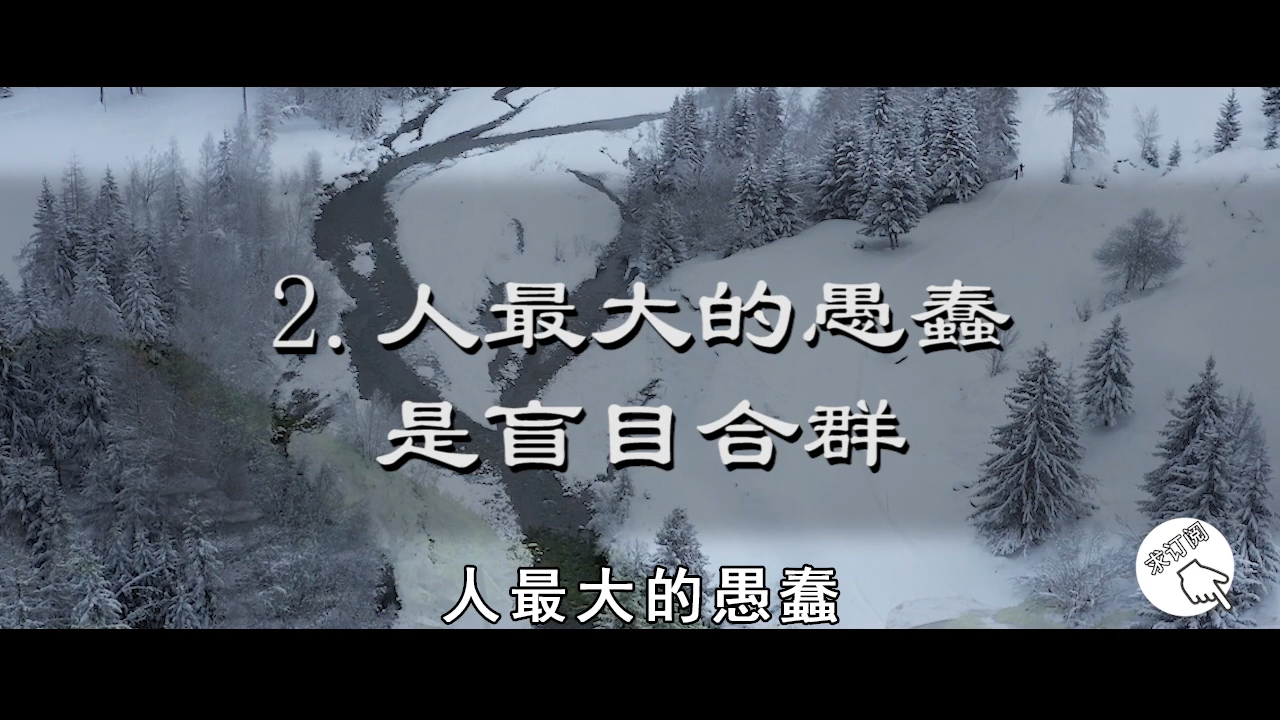 2.人最大的愚蠢
是盲目合群
求订阅
人最大的愚蠢